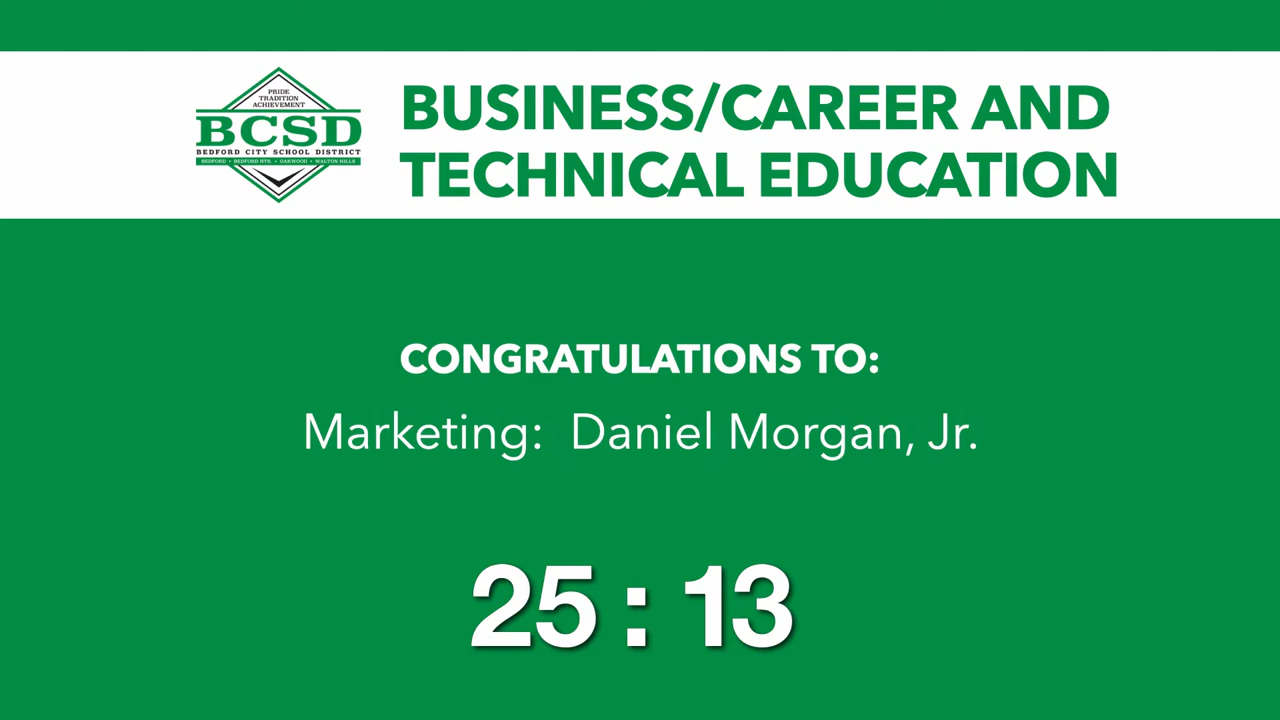 PRIDE
TRADITION
ACHIEVEMENT
BCSD
BEDFORD CITY SCHOOL DISTRICT
BEDFORD • BEDFORD HTS. • OAKWOOD • WALTON HILLS
BUSINESS/CAREER AND
TECHNICAL EDUCATION
CONGRATULATIONS TO:
Marketing: Daniel Morgan, Jr.
25 : 13